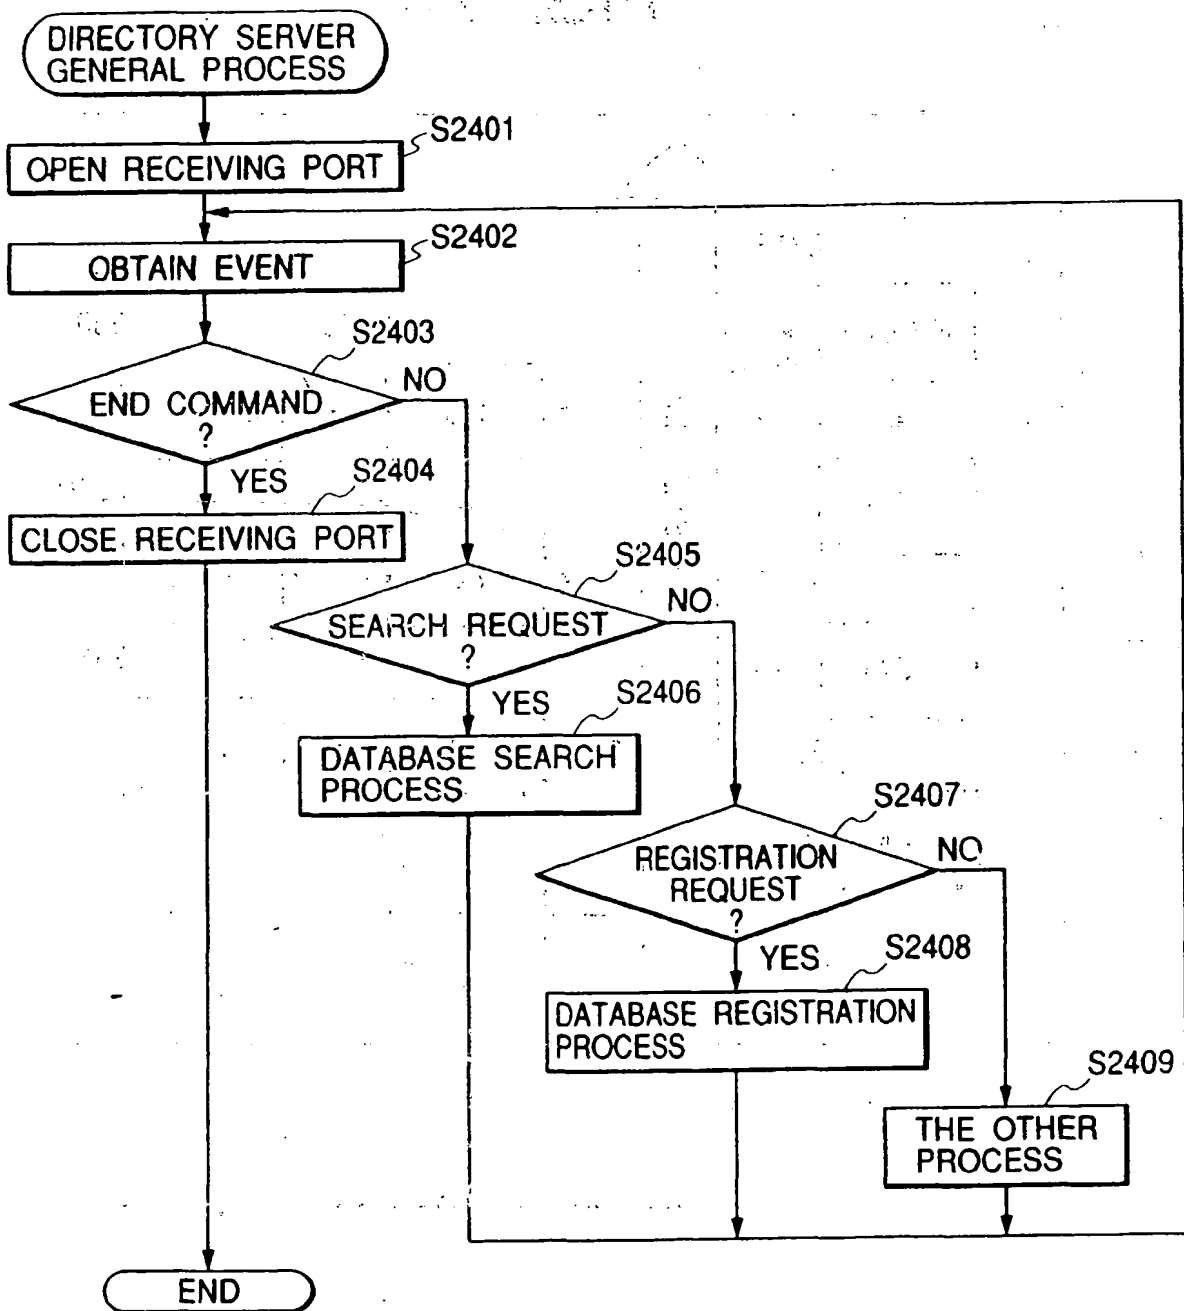 DIRECTORY SERVER
GENERAL PROCESS
S2401
OPEN RECEIVING PORT
S2402
OBTAIN EVENT
S2403
END COMMAND
?
NO
YES
S2404
CLOSE RECEIVING PORT
S2405
SEARCH REQUEST
?
NO
YES
S2406
DATABASE SEARCH
PROCESS
S2407
REGISTRATION
REQUEST
?
NO
YES
S2408
DATABASE REGISTRATION
PROCESS
S2409
THE OTHER
PROCESS
END